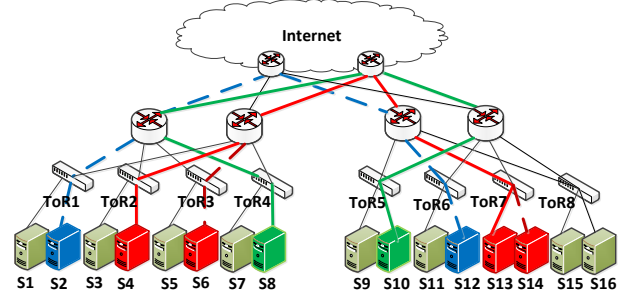 Internet
ToR1 ToR2 ToR3 ToR4 ToR5 ToR6 ToR7 ToR8
S1 S2 S3 S4 S5 S6 S7 S8 S9 S10 S11 S12 S13 S14 S15 S16